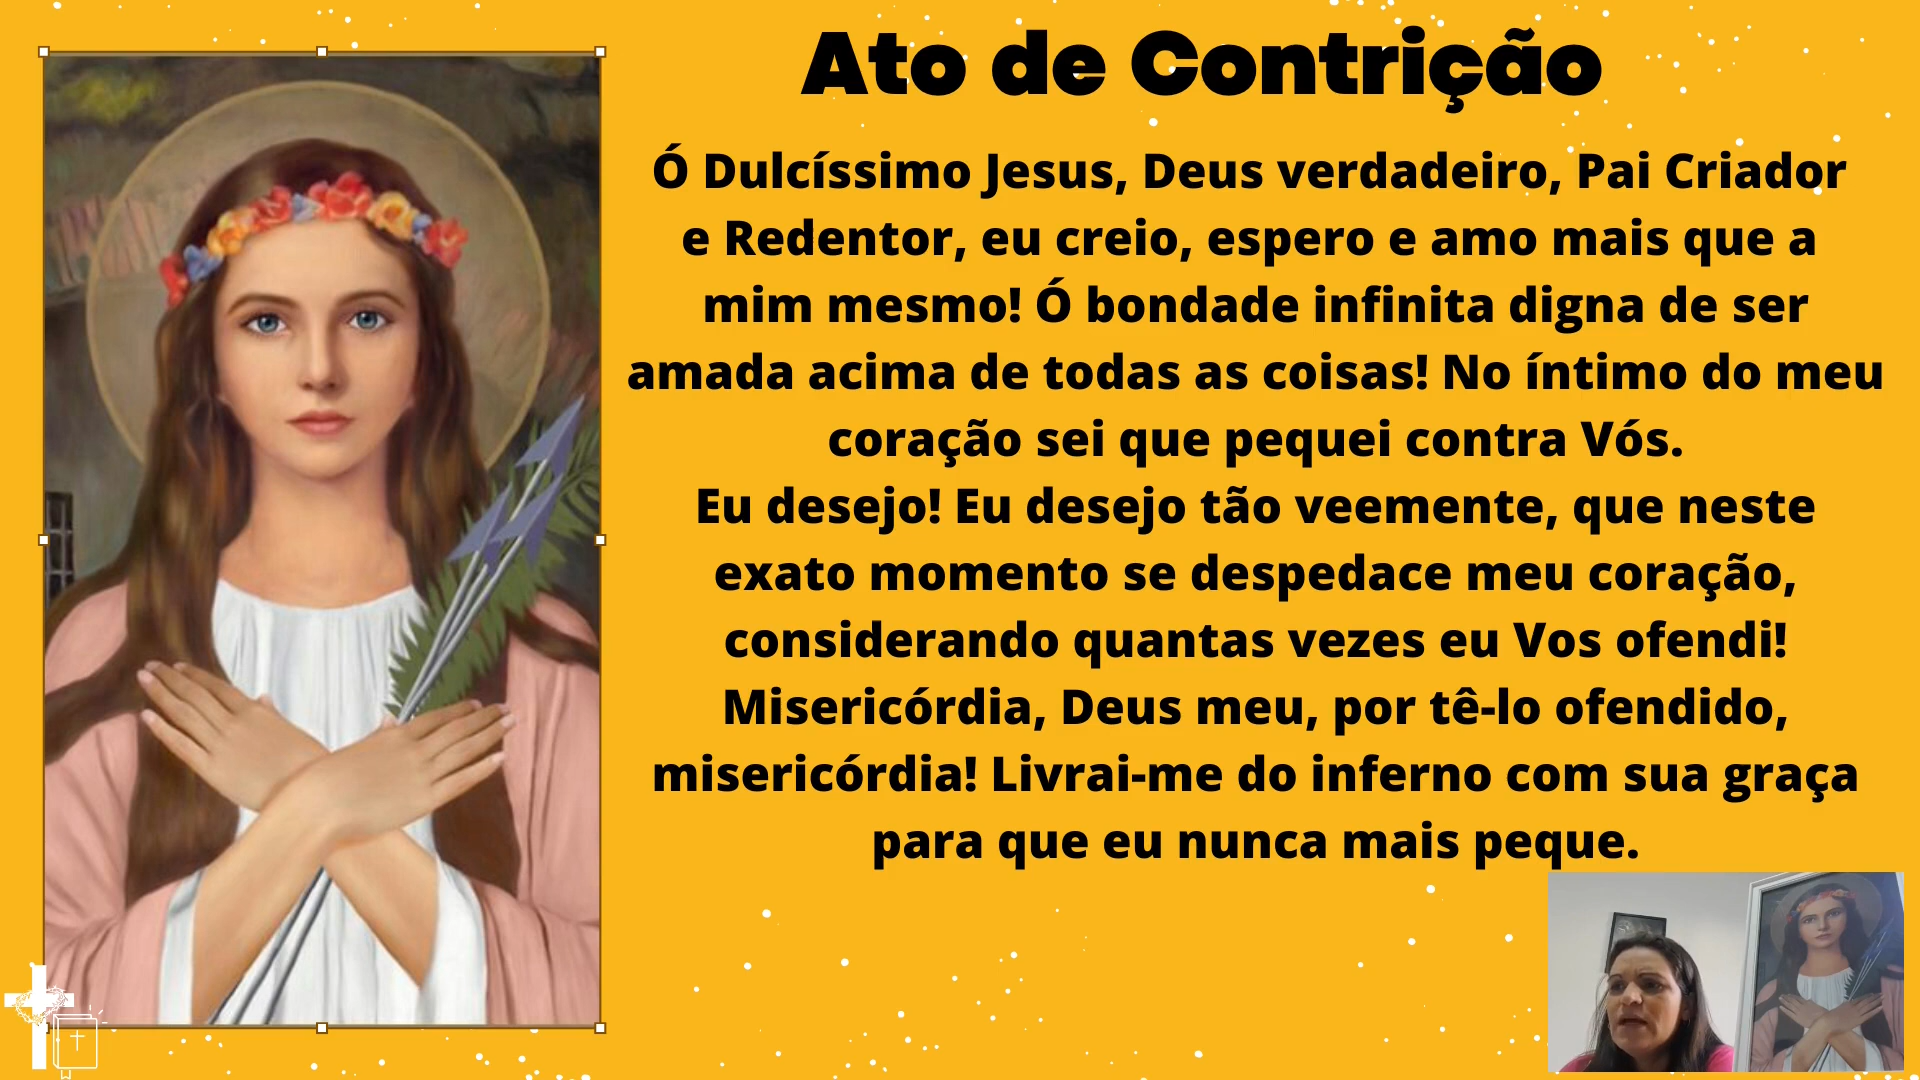 Ato de Contrição
Ó Dulcíssimo Jesus, Deus verdadeiro, Pai Criador
e Redentor, eu creio, espero e amo mais que a
mim mesmo! Ó bondade infinita digna de ser
amada acima de todas as coisas! No íntimo do meu
coração sei que pequei contra Vós.
Eu desejo! Eu desejo tão veemente, que neste
exato momento se despedace meu coração,
considerando quantas vezes eu Vos ofendi!
Misericórdia, Deus meu, por tê-lo ofendido,
misericórdia! Livrai-me do inferno com sua graça
para que eu nunca mais peque.